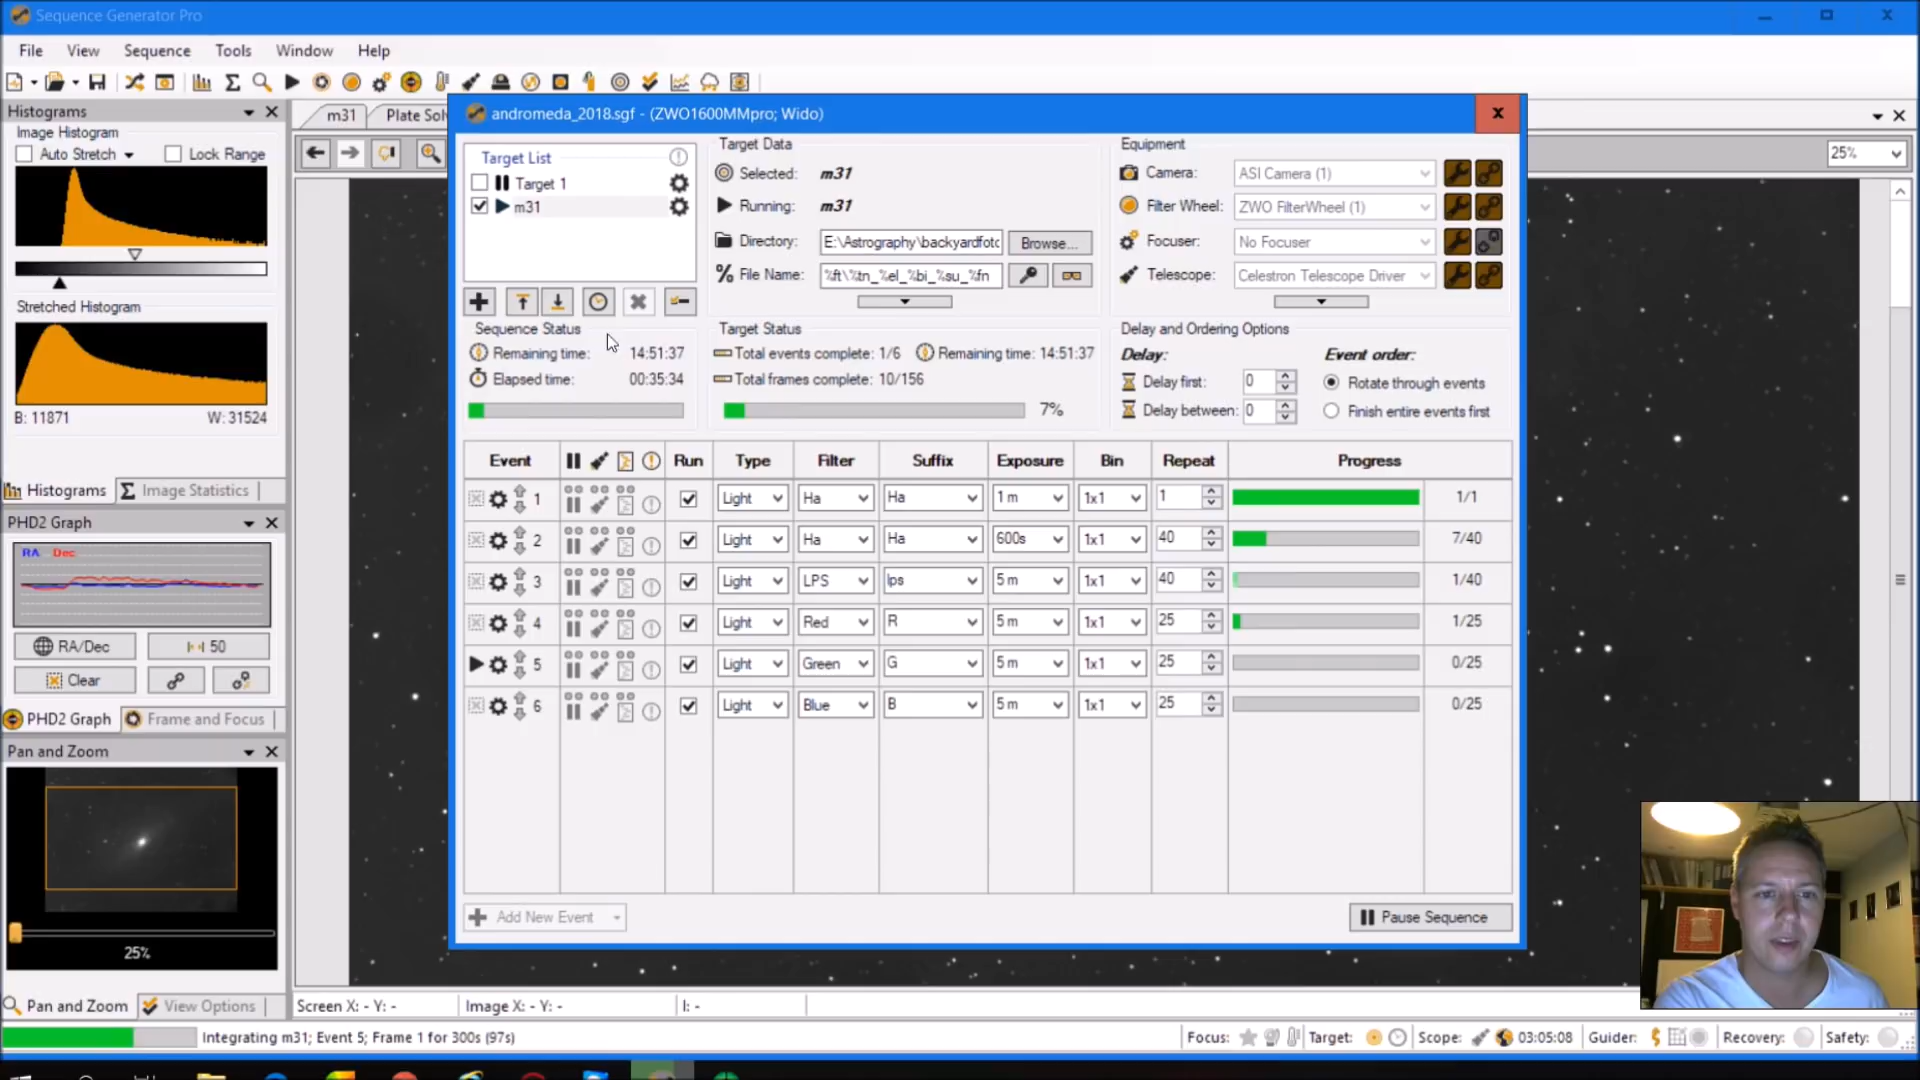 Sequence Generator Pro
File View Sequence Tools Window Help
Histograms
Image Histogram
Auto Stretch Lock Range
Stretched Histogram
B: 11871 W: 31524
Histograms Image Statistics
PHD2 Graph
RA Dec
RA/Dec 50
Clear
PHD2 Graph Frame and Focus
Pan and Zoom
25%
Pan and Zoom View Options
m31 Plate Sol
25%
andromeda_2018.sgf - (ZWO1600MMpro; Wido)
Target List
Target 1
m31
Target Data
Selected: m31
Running: m31
Directory: E:\Astrography\backyardfoto Browse...
File Name: %ft\%tn_%el_%bi_%su_%fn
Equipment
Camera: ASI Camera (1)
Filter Wheel: ZWO FilterWheel (1)
Focuser: No Focuser
Telescope: Celestron Telescope Driver
Sequence Status
Remaining time: 14:51:37
Elapsed time: 00:35:34
Target Status
Total events complete: 1/6 Remaining time: 14:51:37
Total frames complete: 10/156
7%
Delay and Ordering Options
Delay: Event order:
Delay first: 0 Rotate through events
Delay between: 0 Finish entire events first
Event Run Type Filter Suffix Exposure Bin Repeat Progress
1 Light Ha Ha 1 m 1x1 1 1/1
2 Light Ha Ha 600s 1x1 40 7/40
3 Light LPS lps 5 m 1x1 40 1/40
4 Light Red R 5 m 1x1 25 1/25
5 Light Green G 5 m 1x1 25 0/25
6 Light Blue B 5 m 1x1 25 0/25
Add New Event Pause Sequence
Screen X: - Y: - Image X: - Y: - I: -
Integrating m31; Event 5; Frame 1 for 300s (97s) Focus: Target: Scope: 03:05:08 Guider: Recovery: Safety: